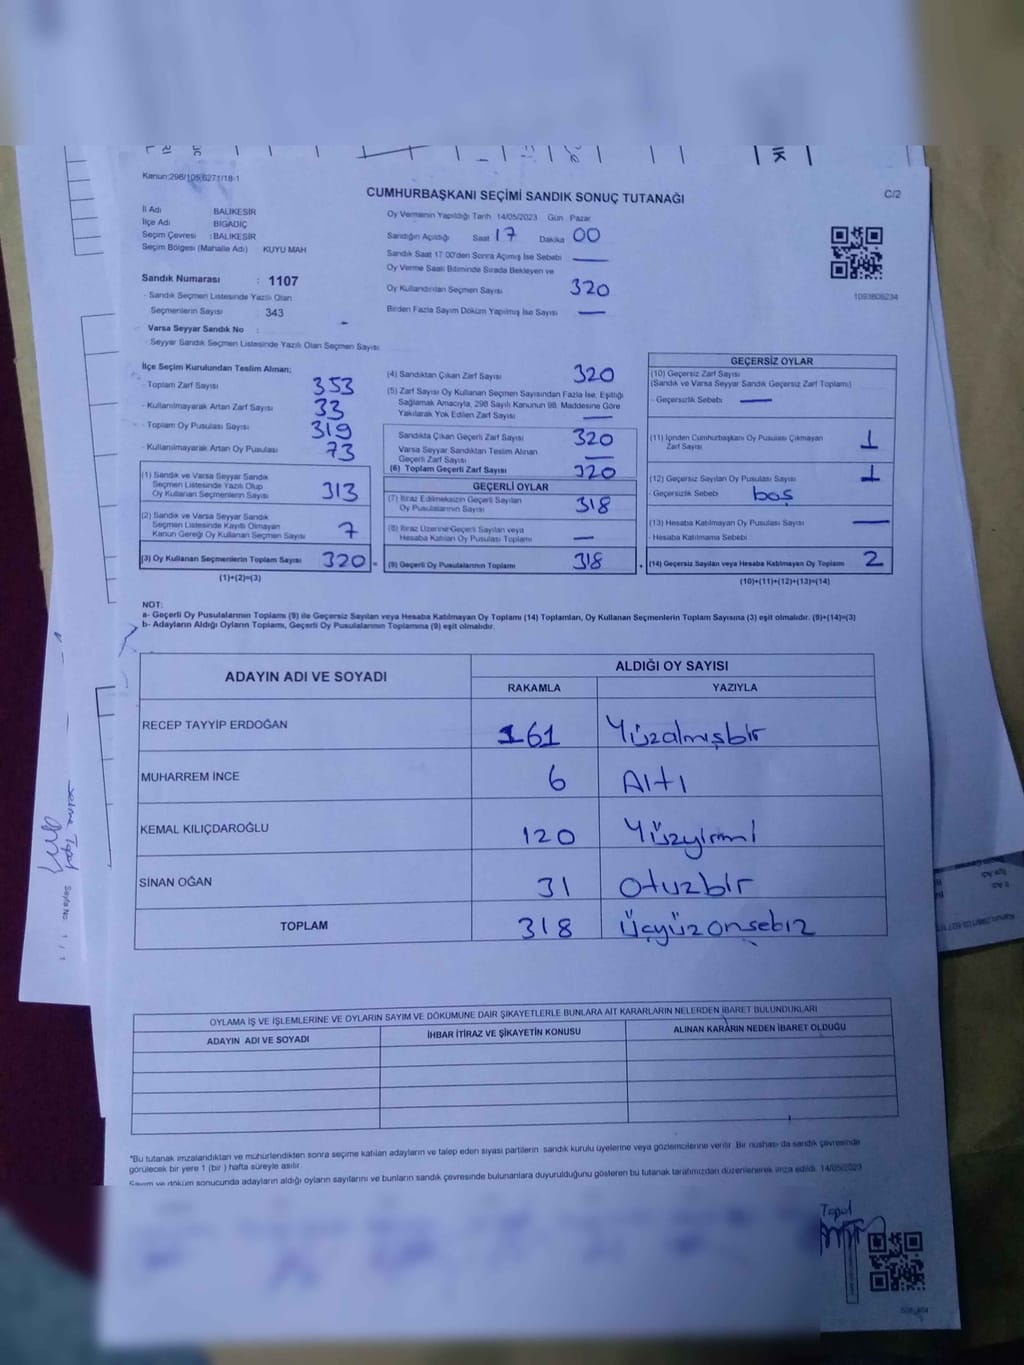 Kanun:298/105,6271/18-1
CUMHURBAŞKANI SEÇİMİ SANDIK SONUÇ TUTANAĞI
C/2
İl Adı BALIKESİR
İlçe Adı BİGADİÇ
Seçim Çevresi : BALIKESİR
Seçim Bölgesi (Mahalle Adı) KUYU MAH
Oy Vermenin Yapıldığı Tarih 14/05/2023 Gün Pazar
Sandığın Açıldığı Saat 17 Dakika 00
Sandık Saat 17 00'den Sonra Açılmış İse Sebebi —
Oy Verme Saati Bitiminde Sırada Bekleyen ve
Oy Kullandırılan Seçmen Sayısı 320
Birden Fazla Sayım Döküm Yapılmış İse Sayısı —
1093808234
Sandık Numarası : 1107
Sandık Seçmen Listesinde Yazılı Olan
Seçmenlerin Sayısı : 343
Varsa Seyyar Sandık No : -
Seyyar Sandık Seçmen Listesinde Yazılı Olan Seçmen Sayısı
İlçe Seçim Kurulundan Teslim Alınan;
Toplam Zarf Sayısı 353
Kullanılmayarak Artan Zarf Sayısı 33
Toplam Oy Pusulası Sayısı 319
Kullanılmayarak Artan Oy Pusulası 73
(1) Sandık ve Varsa Seyyar Sandık
Seçmen Listesinde Yazılı Olup
Oy Kullanan Seçmenlerin Sayısı 313
(2) Sandık ve Varsa Seyyar Sandık
Seçmen Listesinde Kayıtlı Olmayan
Kanun Gereği Oy Kullanan Seçmen Sayısı 7
(3) Oy Kullanan Seçmenlerin Toplam Sayısı 320 =
(1)+(2)=(3)
(4) Sandıktan Çıkan Zarf Sayısı 320
(5) Zarf Sayısı Oy Kullanan Seçmen Sayısından Fazla İse, Eşitliği
Sağlamak Amacıyla, 298 Sayılı Kanunun 98. Maddesine Göre
Yakılarak Yok Edilen Zarf Sayısı —
Sandıkta Çıkan Geçerli Zarf Sayısı 320
Varsa Seyyar Sandıktan Teslim Alınan
Geçerli Zarf Sayısı —
(6) Toplam Geçerli Zarf Sayısı 320
GEÇERLİ OYLAR
(7) İtiraz Edilmeksizin Geçerli Sayılan
Oy Pusulalarının Sayısı 318
(8) İtiraz Üzerine Geçerli Sayılan veya
Hesaba Katılan Oy Pusulası Toplamı —
(9) Geçerli Oy Pusulalarının Toplamı 318 +
GEÇERSİZ OYLAR
(10) Geçersiz Zarf Sayısı
(Sandık ve Varsa Seyyar Sandık Geçersiz Zarf Toplamı)
- Geçersizlik Sebebi —
(11) İçinden Cumhurbaşkanı Oy Pusulası Çıkmayan
Zarf Sayısı 1
(12) Geçersiz Sayılan Oy Pusulası Sayısı 1
- Geçersizlik Sebebi boş
(13) Hesaba Katılmayan Oy Pusulası Sayısı —
- Hesaba Katılmama Sebebi
(14) Geçersiz Sayılan veya Hesaba Katılmayan Oy Toplamı 2
(10)+(11)+(12)+(13)=(14)
NOT:
a- Geçerli Oy Pusulalarının Toplamı (9) ile Geçersiz Sayılan veya Hesaba Katılmayan Oy Toplamı (14) Toplamları, Oy Kullanan Seçmenlerin Toplam Sayısına (3) eşit olmalıdır. (9)+(14)=(3)
b- Adayların Aldığı Oyların Toplamı, Geçerli Oy Pusulalarının Toplamına (9) eşit olmalıdır.
ADAYIN ADI VE SOYADI
ALDIĞI OY SAYISI
RAKAMLA YAZIYLA
RECEP TAYYİP ERDOĞAN 161 Yüzalmışbir
MUHARREM İNCE 6 Altı
KEMAL KILIÇDAROĞLU 120 Yüzyirmi
SİNAN OĞAN 31 otuzbir
TOPLAM 318 Üçyüzonsebiz
OYLAMA İŞ VE İŞLEMLERİNE VE OYLARIN SAYIM VE DÖKÜMÜNE DAİR ŞİKAYETLERLE BUNLARA AİT KARARLARIN NELERDEN İBARET BULUNDUKLARI
ADAYIN ADI VE SOYADI İHBAR İTİRAZ VE ŞİKAYETİN KONUSU ALINAN KARARIN NEDEN İBARET OLDUĞU
*Bu tutanak imzalandıktan ve mühürlendikten sonra seçime katılan adayların ve talep eden siyasi partilerin sandık kurulu üyelerine veya gözlemcilerine verilir. Bir nüshası da sandık çevresinde
görülecek bir yere 1 (bir) hafta süreyle asılır.
Sayım ve döküm sonucunda adayların aldığı oyların sayılarını ve bunların sandık çevresinde bulunanlara duyurulduğunu gösteren bu tutanak tarafımızdan düzenlenerek imza edildi. 14/05/2023
Topal
Sayfa No: 1 / 1